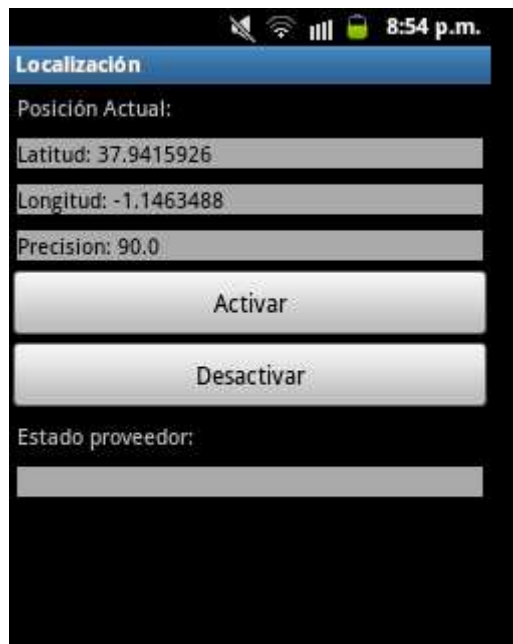 8:54 p.m.
Localización
Posición Actual:
Latitud: 37.9415926
Longitud: -1.1463488
Precision: 90.0
Activar
Desactivar
Estado proveedor: